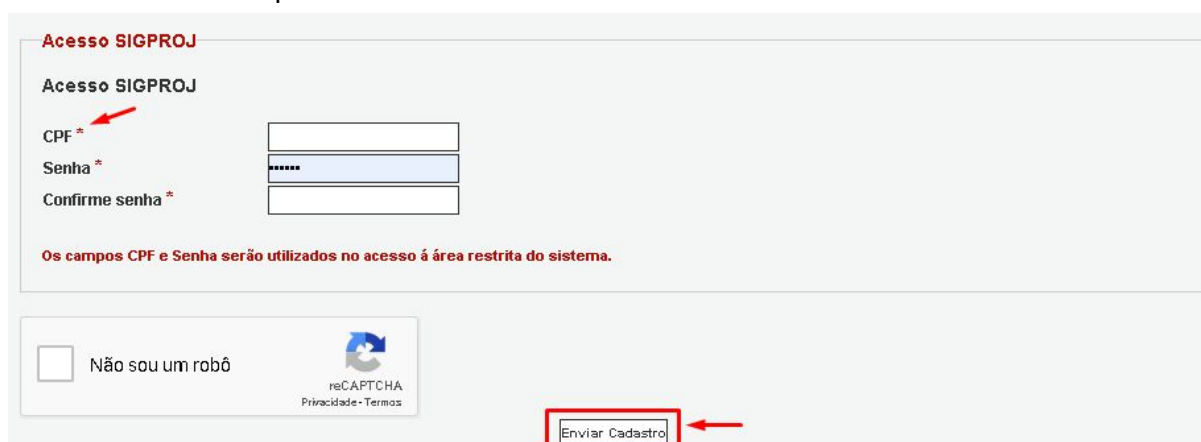 Acesso SIGPROJ
Acesso SIGPROJ
CPF *
Senha *
Confirme senha *
Os campos CPF e Senha serão utilizados no acesso á área restrita do sistema.
Não sou um robô
reCAPTCHA
Privacidade - Termos
Enviar Cadastro